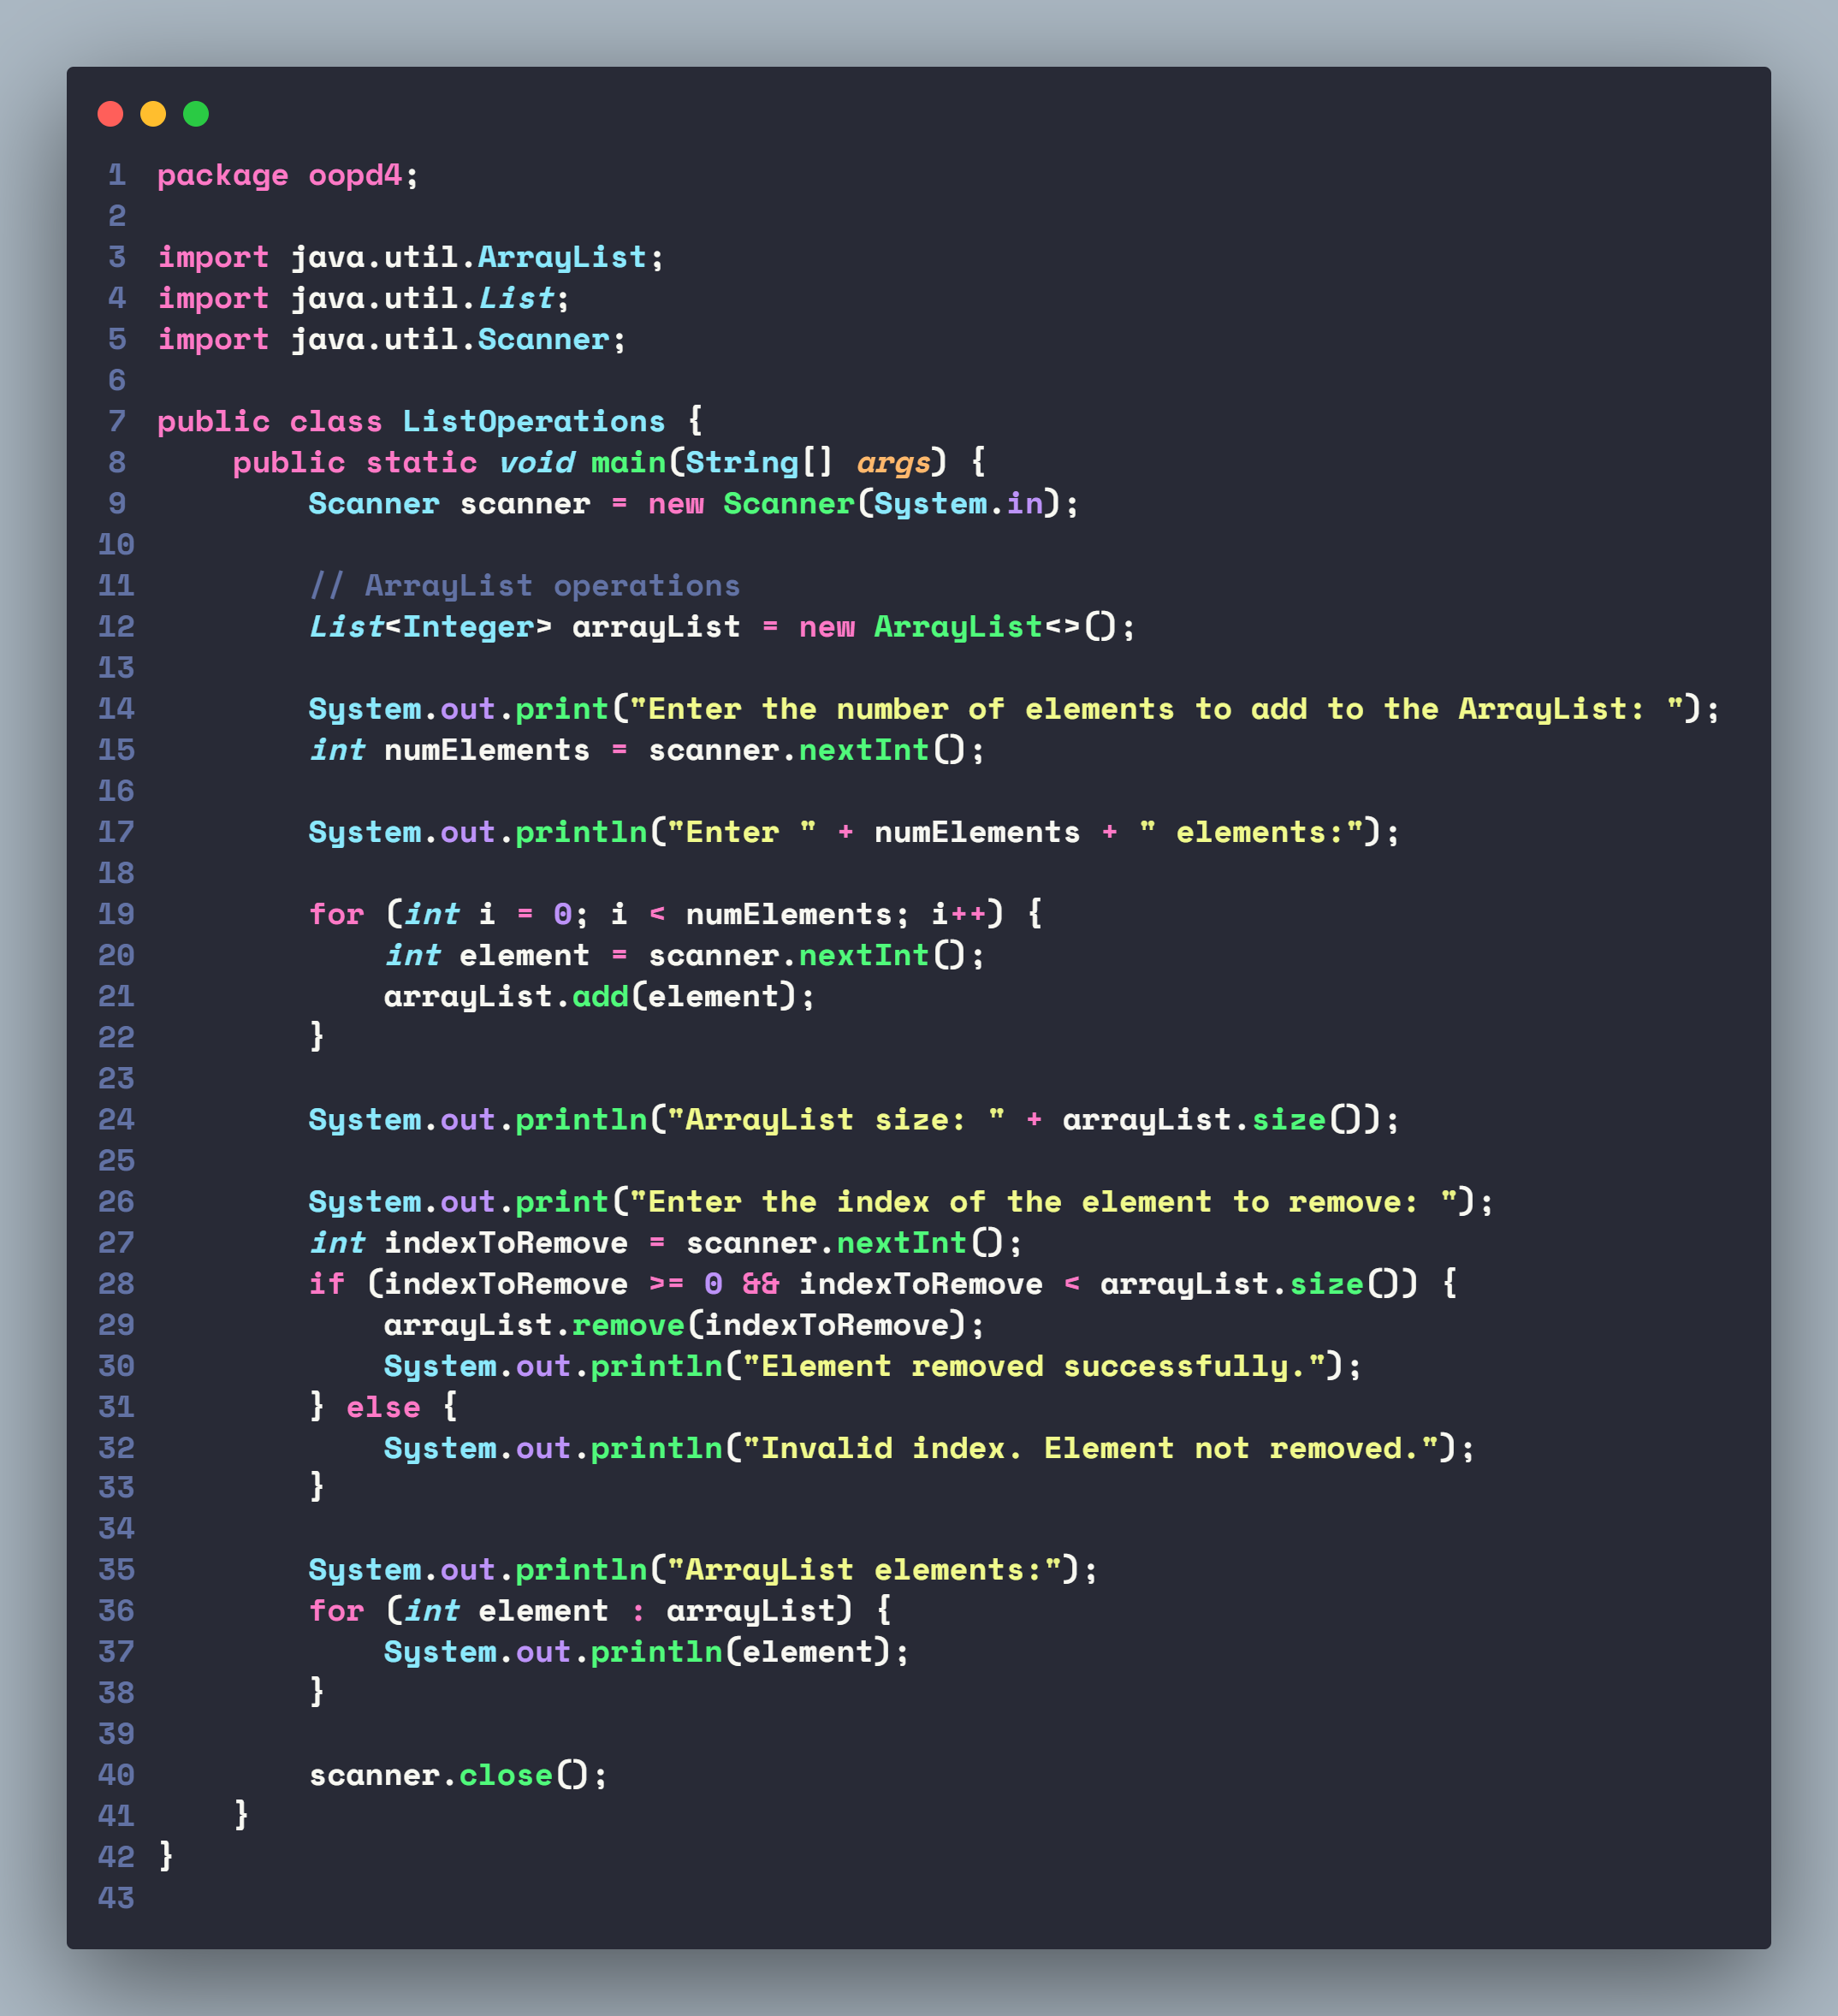 1 package oopd4;
2
3 import java.util.ArrayList;
4 import java.util.List;
5 import java.util.Scanner;
6
7 public class ListOperations {
8     public static void main(String[] args) {
9         Scanner scanner = new Scanner(System.in);
10
11         // ArrayList operations
12         List<Integer> arrayList = new ArrayList<>();
13
14         System.out.print("Enter the number of elements to add to the ArrayList: ");
15         int numElements = scanner.nextInt();
16
17         System.out.println("Enter " + numElements + " elements:");
18
19         for (int i = 0; i < numElements; i++) {
20             int element = scanner.nextInt();
21             arrayList.add(element);
22         }
23
24         System.out.println("ArrayList size: " + arrayList.size());
25
26         System.out.print("Enter the index of the element to remove: ");
27         int indexToRemove = scanner.nextInt();
28         if (indexToRemove >= 0 && indexToRemove < arrayList.size()) {
29             arrayList.remove(indexToRemove);
30             System.out.println("Element removed successfully.");
31         } else {
32             System.out.println("Invalid index. Element not removed.");
33         }
34
35         System.out.println("ArrayList elements:");
36         for (int element : arrayList) {
37             System.out.println(element);
38         }
39
40         scanner.close();
41     }
42 }
43